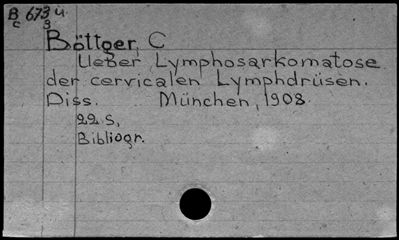 B 673 u.
c 3
Böttger, C
Ueber Lymphosarkomatose
der cervicalen Lymphdrüsen.
Diss. München, 1908.
22 S,
Bibliogr.